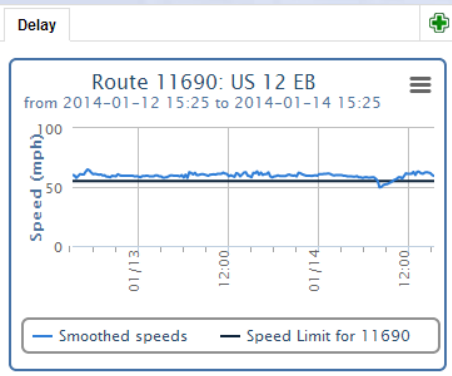 Delay
Route 11690: US 12 EB
from 2014-01-12 15:25 to 2014-01-14 15:25
Speed (mph)
100
50
0
01/13
12:00
01/14
12:00
Smoothed speeds
Speed Limit for 11690